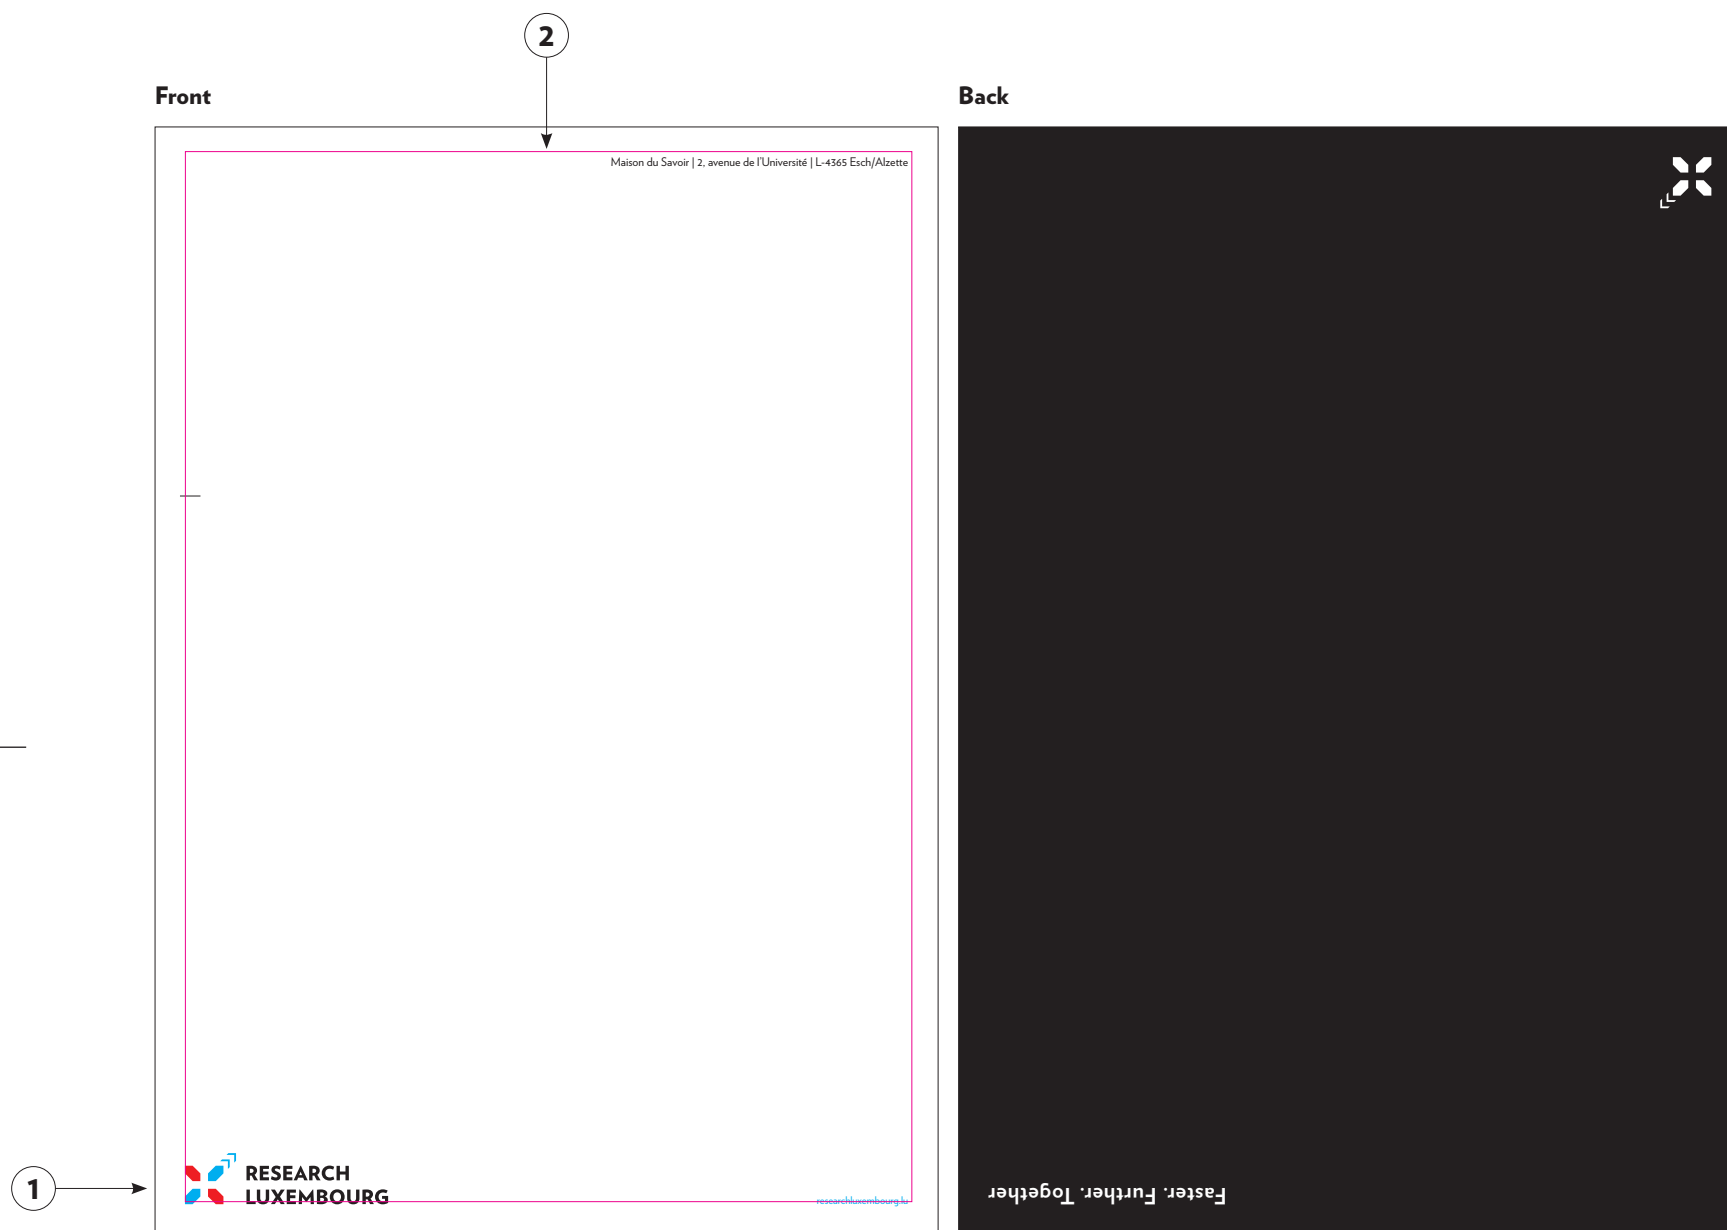 2
Front
Back
Maison du Savoir | 2, avenue de l'Université | L-4365 Esch/Alzette
1
RESEARCH
LUXEMBOURG
researchluxembourg.lu
Faster. Further. Together.